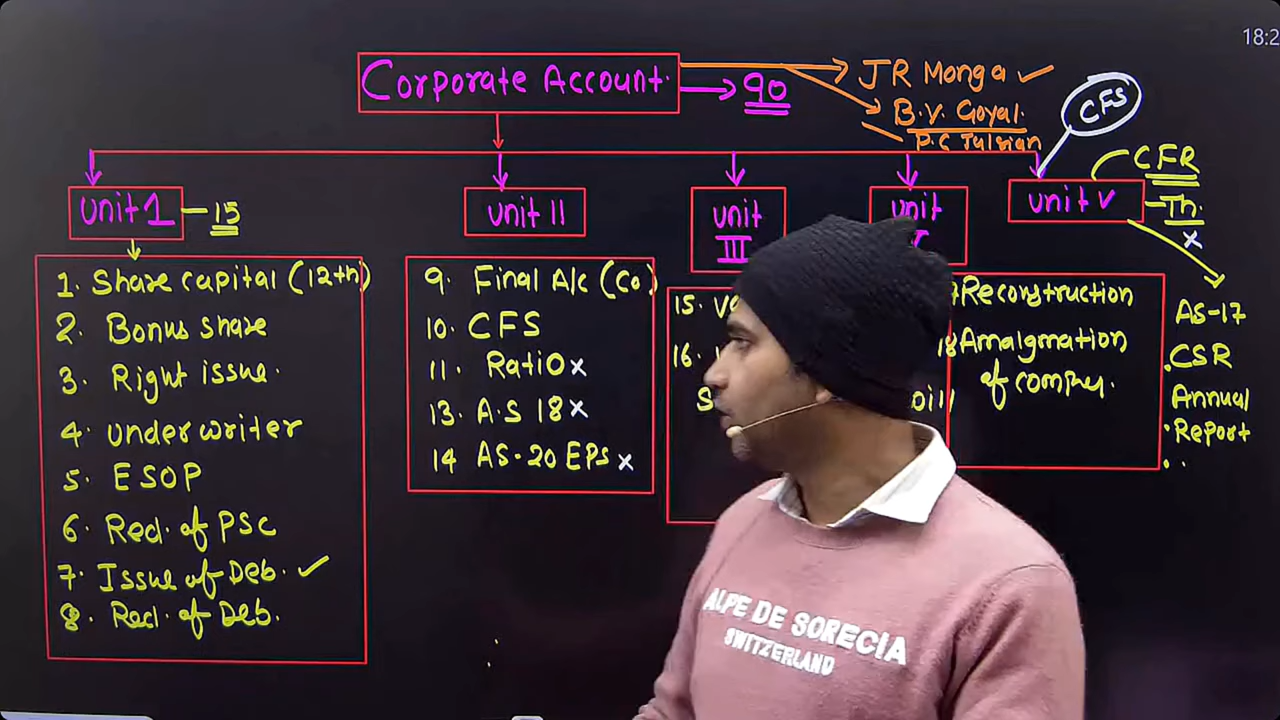 18:2
Corporate Account.
90
JR Monga
B.V. Goyal.
P.C Tulsian
CFS
CFR
Th.
x
unit 1
15
unit II
unit
III
unit
unit V
1. Share capital (12th)
2. Bonus share
3. Right issue.
4. underwriter
5. ESOP
6. Red. of PSC
7. Issue of Deb.
8. Red. of Deb.
9. Final A/c (Co)
10. CFS
11. Ratio x
13. A.S 18 x
14 AS-20 EPS x
15.
16.
Reconstruction
18 Amalgmation
of compney.
AS-17
CSR
Annual
Report
ALPE DE SORECIA
SWITZERLAND